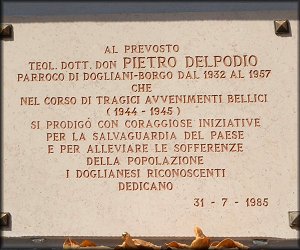 AL PREVOSTO
TEOL. DOTT. DON PIETRO DELPODIO
PARROCO DI DOGLIANI-BORGO DAL 1932 AL 1957
CHE
NEL CORSO DI TRAGICI AVVENIMENTI BELLICI
(1944 - 1945)
SI PRODIGÓ CON CORAGGIOSE INIZIATIVE
PER LA SALVAGUARDIA DEL PAESE
E PER ALLEVIARE LE SOFFERENZE
DELLA POPOLAZIONE
I DOGLIANESI RICONOSCENTI
DEDICANO
31 - 7 - 1985